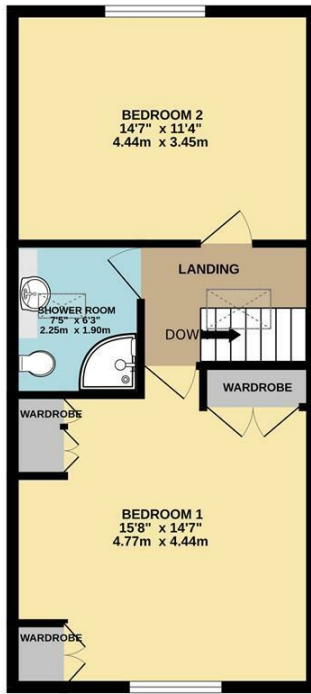 BEDROOM 2
14'7" x 11'4"
4.44m x 3.45m
LANDING
SHOWER ROOM
7'5" x 6'3"
2.25m x 1.90m
DOWN
WARDROBE
WARDROBE
BEDROOM 1
15'8" x 14'7"
4.77m x 4.44m
WARDROBE